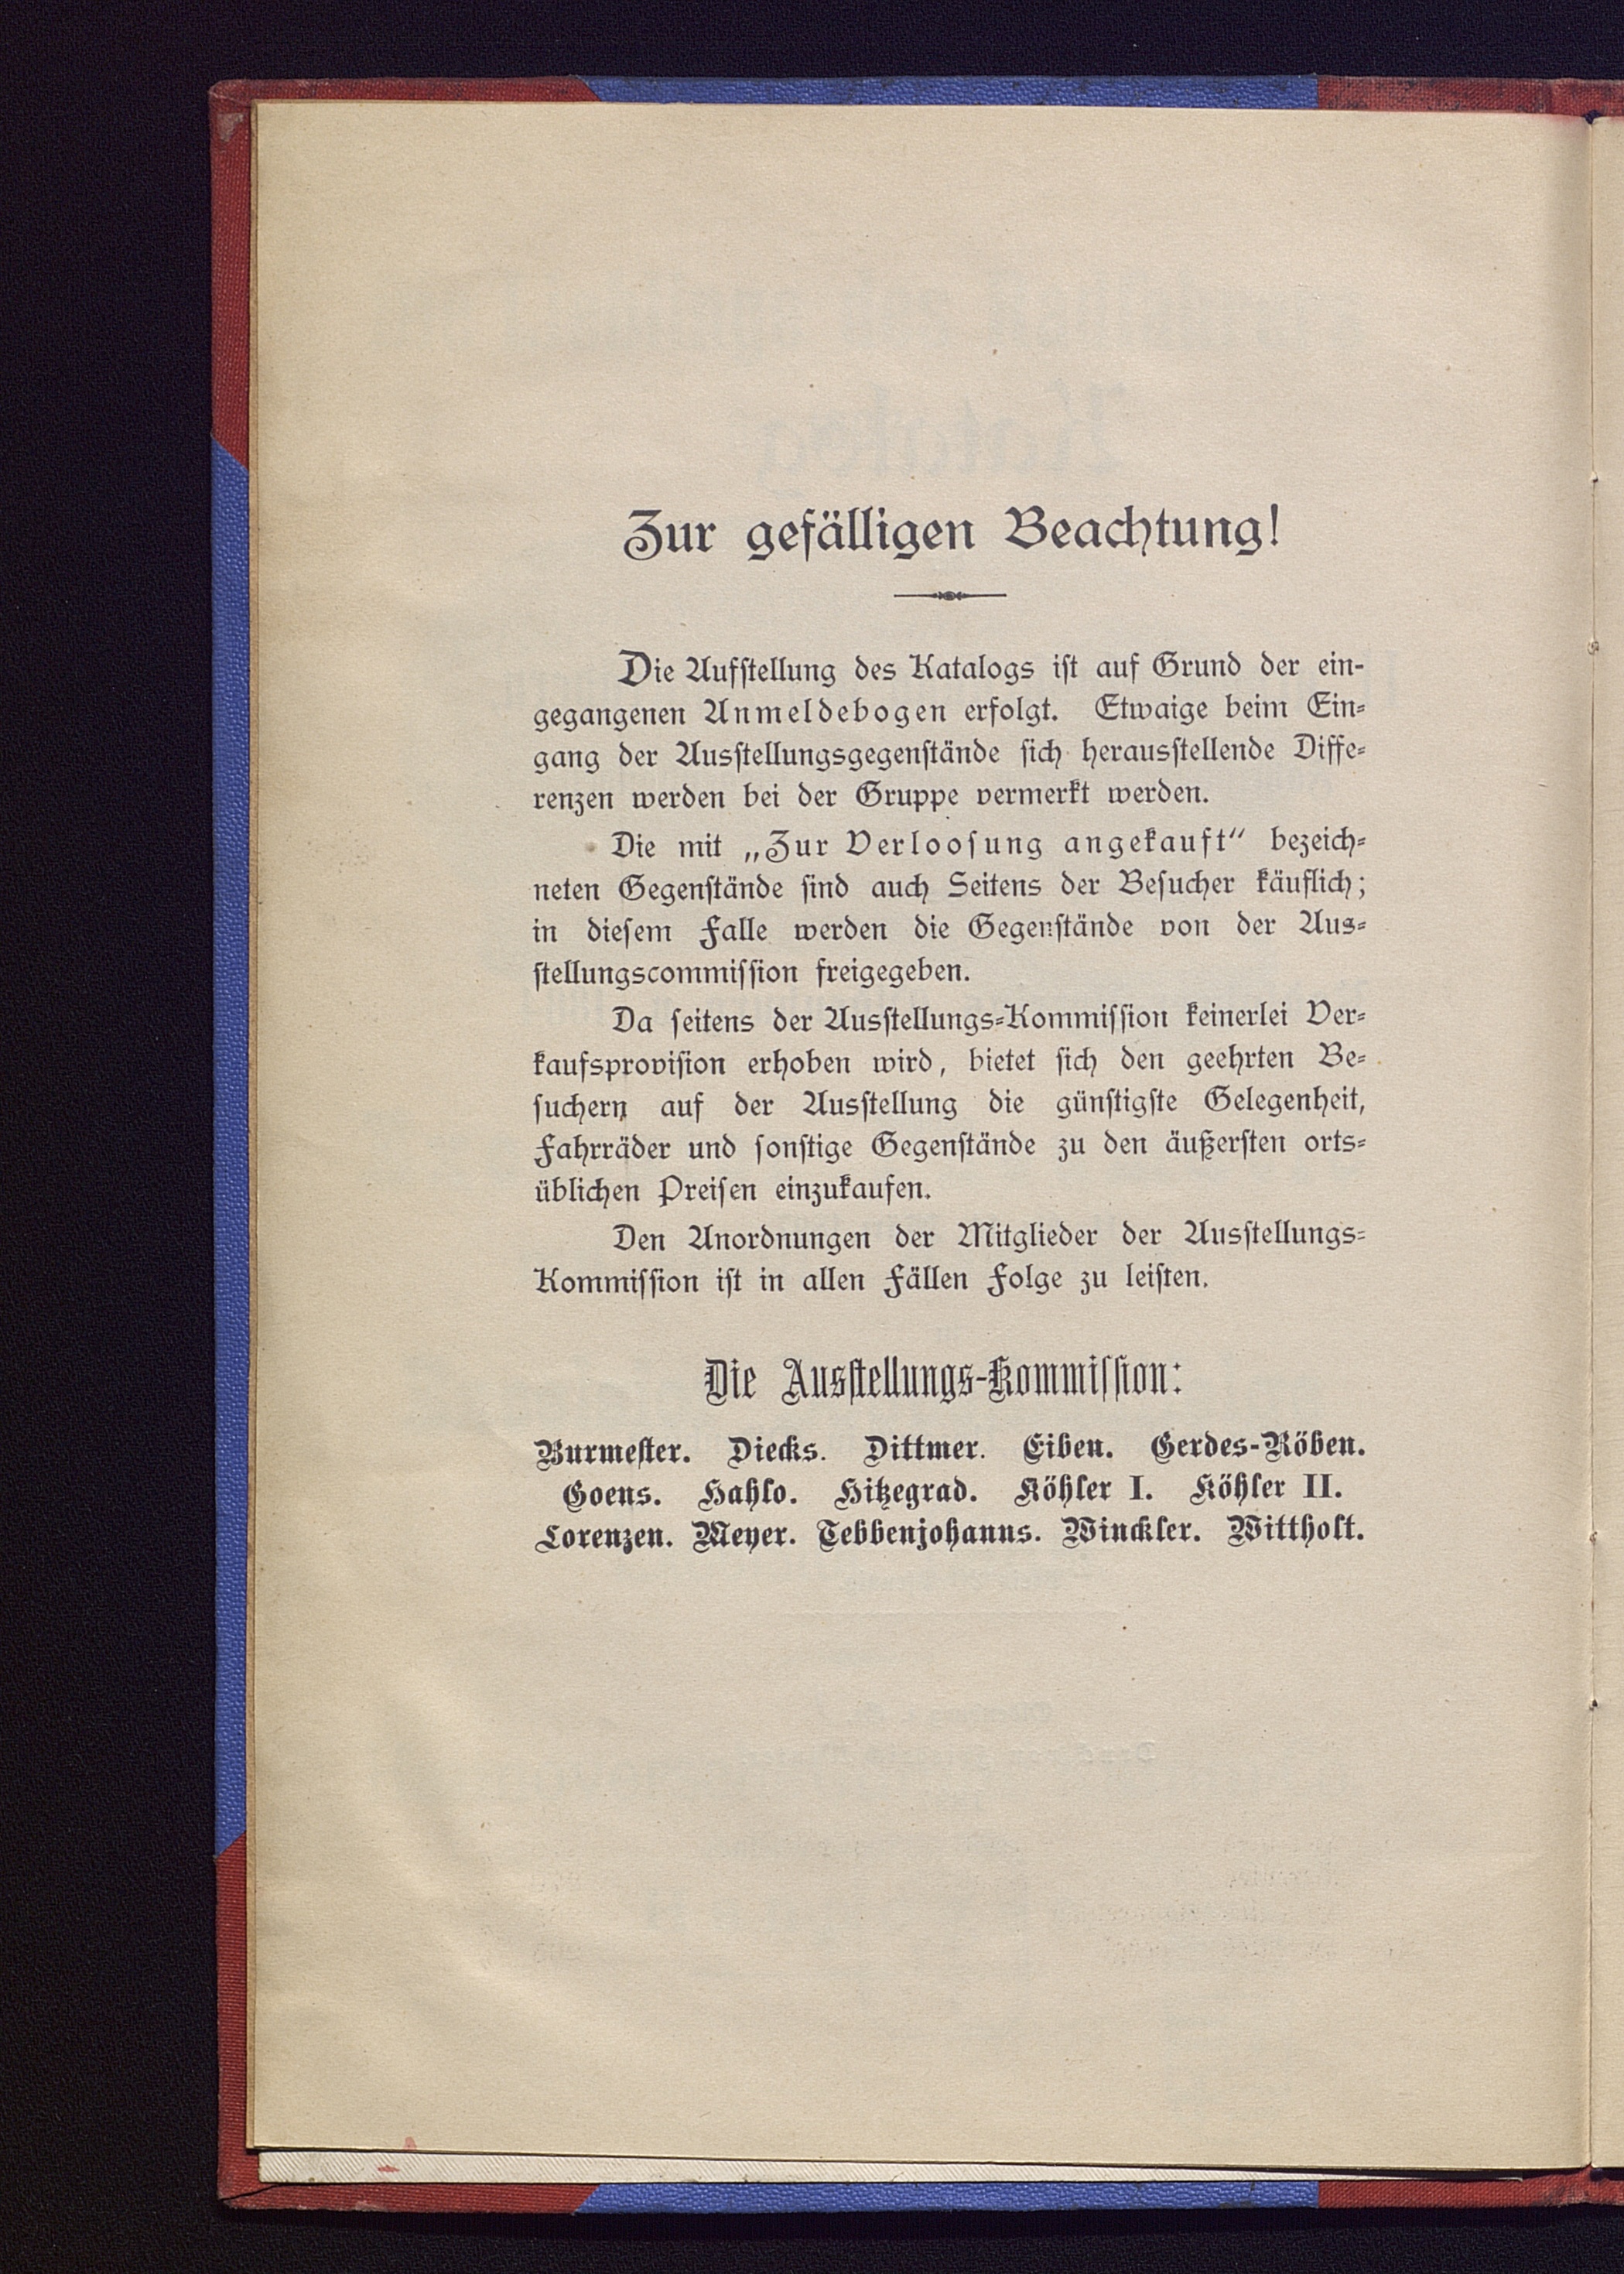 Zur gefälligen Beachtung!
Die Aufstellung des Katalogs ist auf Grund der ein-
gegangenen Anmeldebogen erfolgt. Etwaige beim Ein-
gang der Ausstellungsgegenstände sich herausstellende Diffe-
renzen werden bei der Gruppe vermerkt werden.
Die mit „Zur Verloosung angekauft“ bezeich-
neten Gegenstände sind auch Seitens der Besucher käuflich;
in diesem Falle werden die Gegenstände von der Aus-
stellungscommission freigegeben.
Da seitens der Ausstellungs-Kommission keinerlei Ver-
kaufsprovision erhoben wird, bietet sich den geehrten Be-
suchern auf der Ausstellung die günstigste Gelegenheit,
Fahrräder und sonstige Gegenstände zu den äußersten orts-
üblichen Preisen einzukaufen.
Den Anordnungen der Mitglieder der Ausstellungs-
Kommission ist in allen Fällen Folge zu leisten.
Die Ausstellungs-Kommission:
Burmester. Diecks. Dittmer. Eiben. Gerdes-Röben.
Goens. Hahlo. Hitzegrad. Köhler I. Köhler II.
Lorenzen. Meyer. Tebbenjohanns. Winckler. Wittholt.